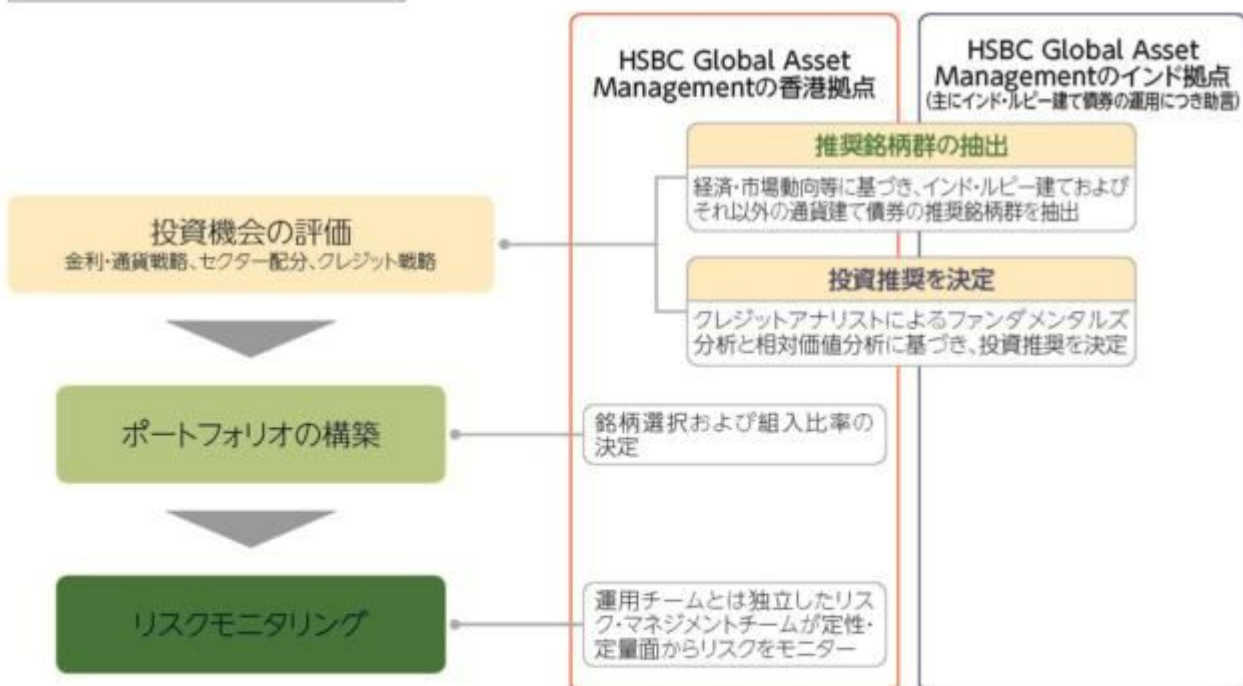 HSBC Global Asset
Managementの香港拠点
HSBC Global Asset
Managementのインド拠点
(主にインド・ルピー建て債券の運用につき助言)
推奨銘柄群の抽出
経済・市場動向等に基づき、インド・ルピー建ておよび
それ以外の通貨建て債券の推奨銘柄群を抽出
投資機会の評価
金利・通貨戦略、セクター配分、クレジット戦略
投資推奨を決定
クレジットアナリストによるファンダメンタルズ
分析と相対価値分析に基づき、投資推奨を決定
ポートフォリオの構築
銘柄選択および組入比率の
決定
リスクモニタリング
運用チームとは独立したリス
ク・マネジメントチームが定性・
定量面からリスクをモニター